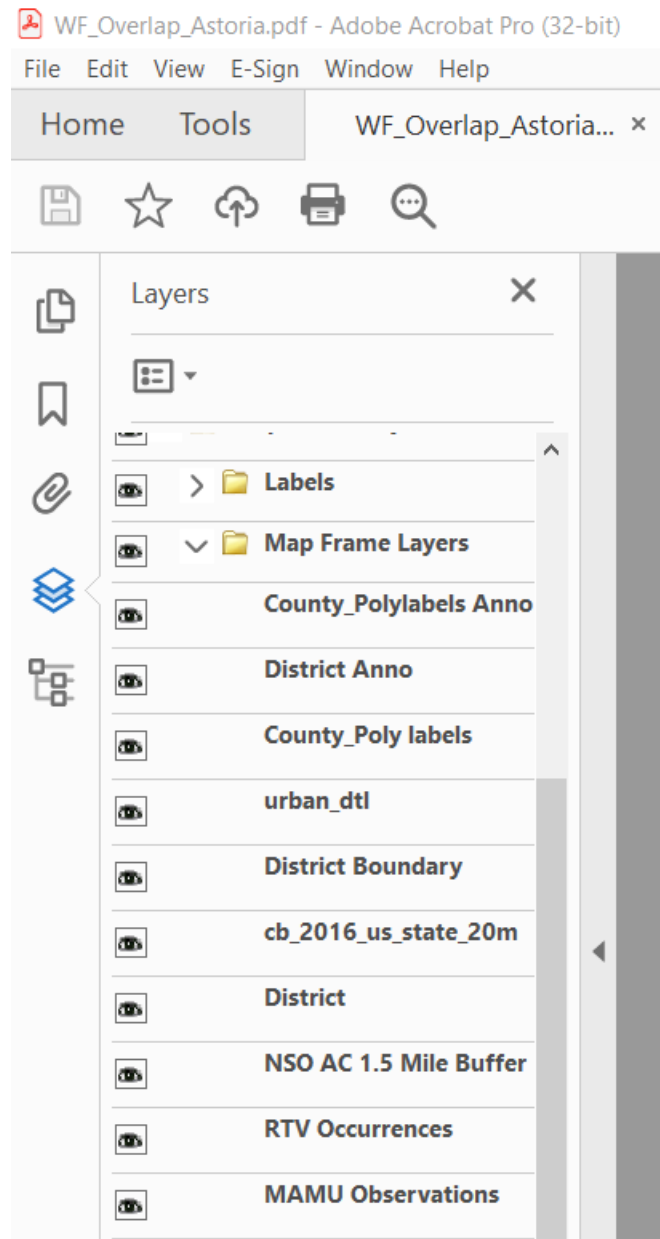 WF_Overlap_Astoria.pdf - Adobe Acrobat Pro (32-bit)
File Edit View E-Sign Window Help
Home Tools WF_Overlap_Astoria... ×
Layers
Labels
Map Frame Layers
County_Polylabels Anno
District Anno
County_Poly labels
urban_dtl
District Boundary
cb_2016_us_state_20m
District
NSO AC 1.5 Mile Buffer
RTV Occurrences
MAMU Observations